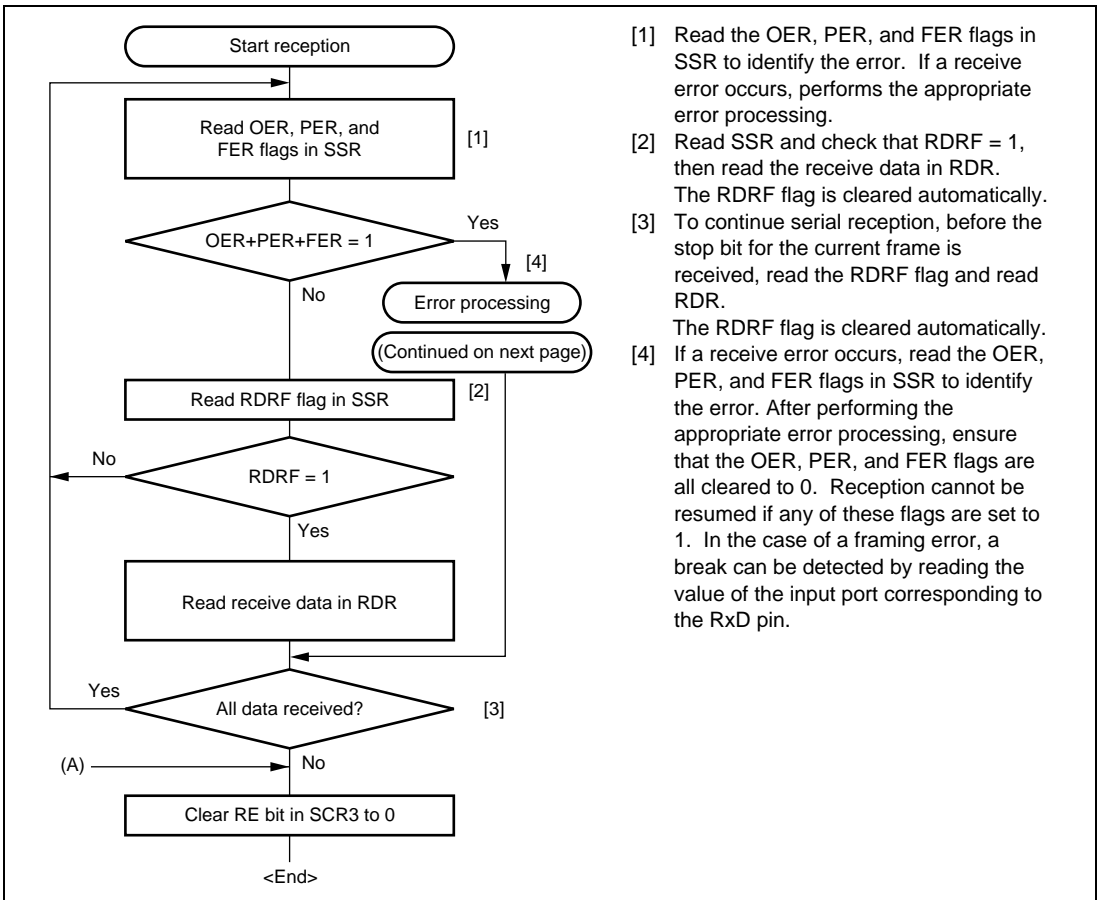 Start reception
Read OER, PER, and
FER flags in SSR
[1]
OER+PER+FER = 1
Yes
[4]
No
Error processing
(Continued on next page)
Read RDRF flag in SSR
[2]
No
RDRF = 1
Yes
Read receive data in RDR
Yes
All data received?
[3]
(A)
No
Clear RE bit in SCR3 to 0
<End>
[1] Read the OER, PER, and FER flags in
SSR to identify the error. If a receive
error occurs, performs the appropriate
error processing.
[2] Read SSR and check that RDRF = 1,
then read the receive data in RDR.
The RDRF flag is cleared automatically.
[3] To continue serial reception, before the
stop bit for the current frame is
received, read the RDRF flag and read
RDR.
The RDRF flag is cleared automatically.
[4] If a receive error occurs, read the OER,
PER, and FER flags in SSR to identify
the error. After performing the
appropriate error processing, ensure
that the OER, PER, and FER flags are
all cleared to 0. Reception cannot be
resumed if any of these flags are set to
1. In the case of a framing error, a
break can be detected by reading the
value of the input port corresponding to
the RxD pin.